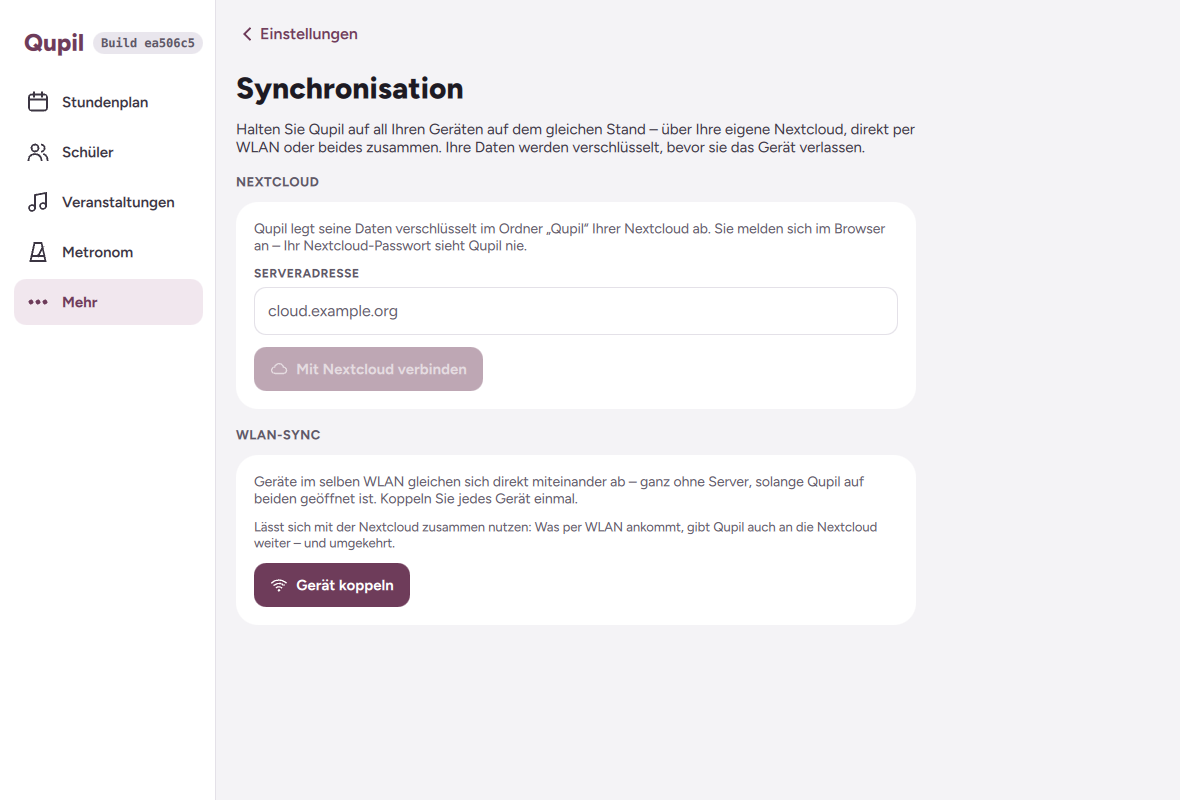 Qupil Build ea506c5
Stundenplan
Schüler
Veranstaltungen
Metronom
Mehr
Einstellungen
Synchronisation
Halten Sie Qupil auf all Ihren Geräten auf dem gleichen Stand – über Ihre eigene Nextcloud, direkt per
WLAN oder beides zusammen. Ihre Daten werden verschlüsselt, bevor sie das Gerät verlassen.
NEXTCLOUD
Qupil legt seine Daten verschlüsselt im Ordner „Qupil“ Ihrer Nextcloud ab. Sie melden sich im Browser
an – Ihr Nextcloud-Passwort sieht Qupil nie.
SERVERADRESSE
cloud.example.org
Mit Nextcloud verbinden
WLAN-SYNC
Geräte im selben WLAN gleichen sich direkt miteinander ab – ganz ohne Server, solange Qupil auf
beiden geöffnet ist. Koppeln Sie jedes Gerät einmal.
Lässt sich mit der Nextcloud zusammen nutzen: Was per WLAN ankommt, gibt Qupil auch an die Nextcloud
weiter – und umgekehrt.
Gerät koppeln